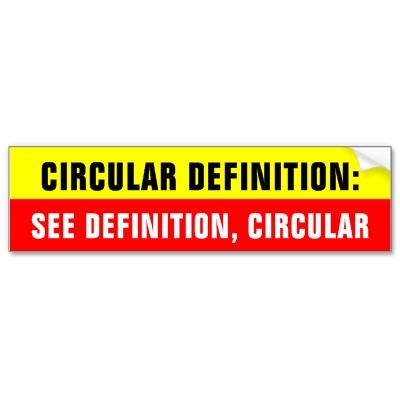 CIRCULAR DEFINITION:
SEE DEFINITION, CIRCULAR